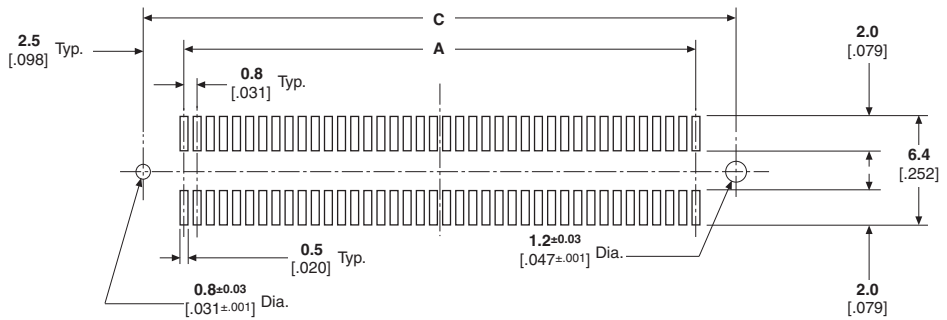 C
2.5
[.098] Typ.
A
2.0
[.079]
0.8
[.031] Typ.
6.4
[.252]
0.5
[.020] Typ.
1.2±0.03
[.047±.001] Dia.
0.8±0.03
[.031±.001] Dia.
2.0
[.079]